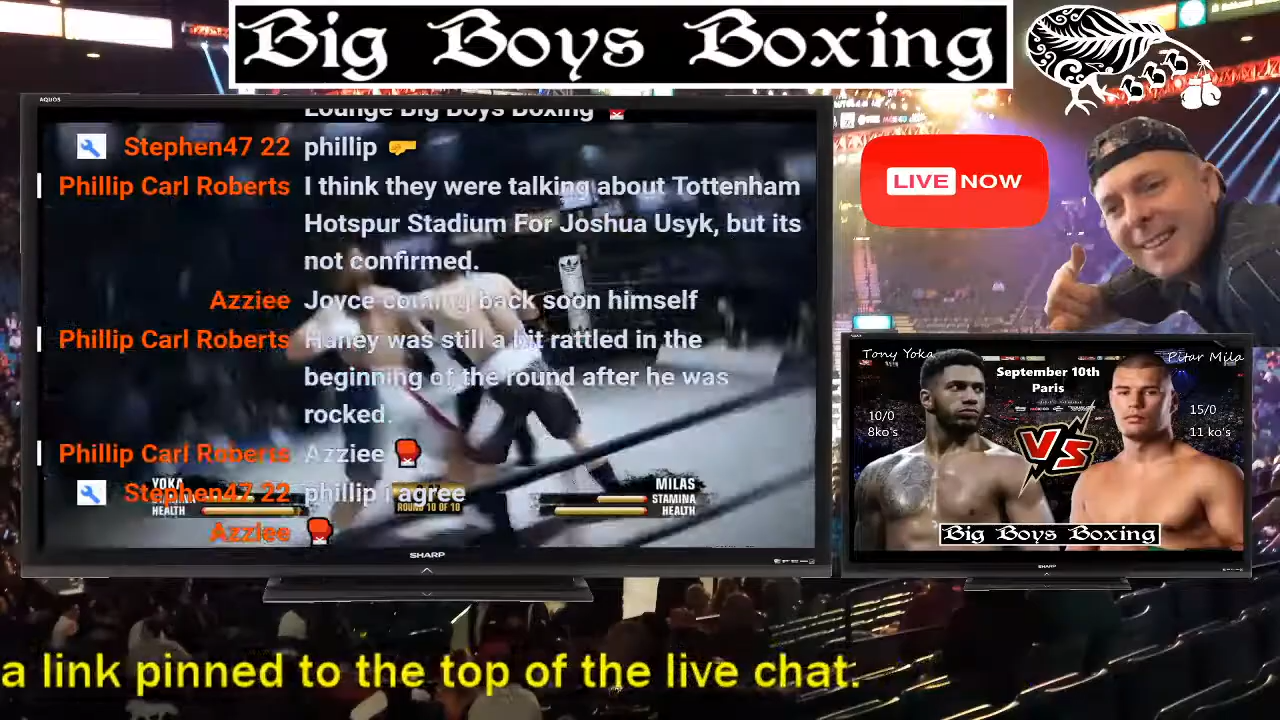 Big Boys Boxing
BBB
AQUOS
Lounge Big Boys Boxing
Stephen47 22 phillip
Phillip Carl Roberts I think they were talking about Tottenham
Hotspur Stadium For Joshua Usyk, but its
not confirmed.
Azziee Joyce coming back soon himself
Phillip Carl Roberts Haney was still a bit rattled in the
beginning of the round after he was
rocked.
Phillip Carl Roberts Azziee
Stephen47 22 phillip i agree
Azziee
YOKA
STAMINA
HEALTH
ROUND 10 OF 10
MILAS
STAMINA
HEALTH
SHARP
LIVE NOW
Tony Yoka
Pitar Mila
September 10th
Paris
10/0
8ko's
15/0
11 ko's
VS
Big Boys Boxing
SHARP
a link pinned to the top of the live chat.